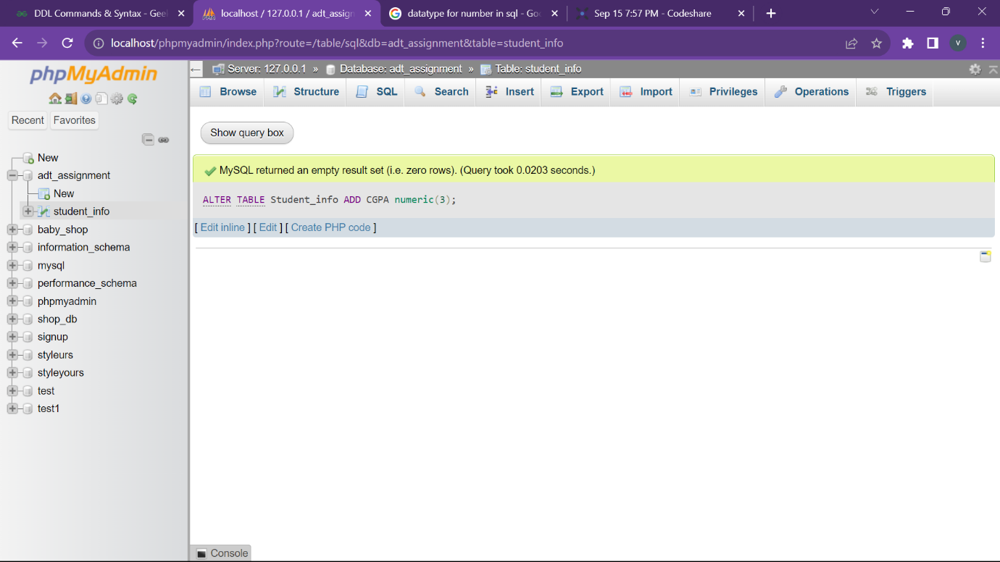 DDL Commands & Syntax - Gee
localhost / 127.0.0.1 / adt_assign
datatype for number in sql - Go
Sep 15 7:57 PM - Codeshare
localhost/phpmyadmin/index.php?route=/table/sql&db=adt_assignment&table=student_info
V
phpMyAdmin
Recent
Favorites
New
adt_assignment
New
student_info
baby_shop
information_schema
mysql
performance_schema
phpmyadmin
shop_db
signup
styleurs
styleyours
test
test1
Server: 127.0.0.1 » Database: adt_assignment » Table: student_info
Browse Structure SQL Search Insert Export Import Privileges Operations Triggers
Show query box
MySQL returned an empty result set (i.e. zero rows). (Query took 0.0203 seconds.)
ALTER TABLE Student_info ADD CGPA numeric(3);
[ Edit inline ] [ Edit ] [ Create PHP code ]
Console